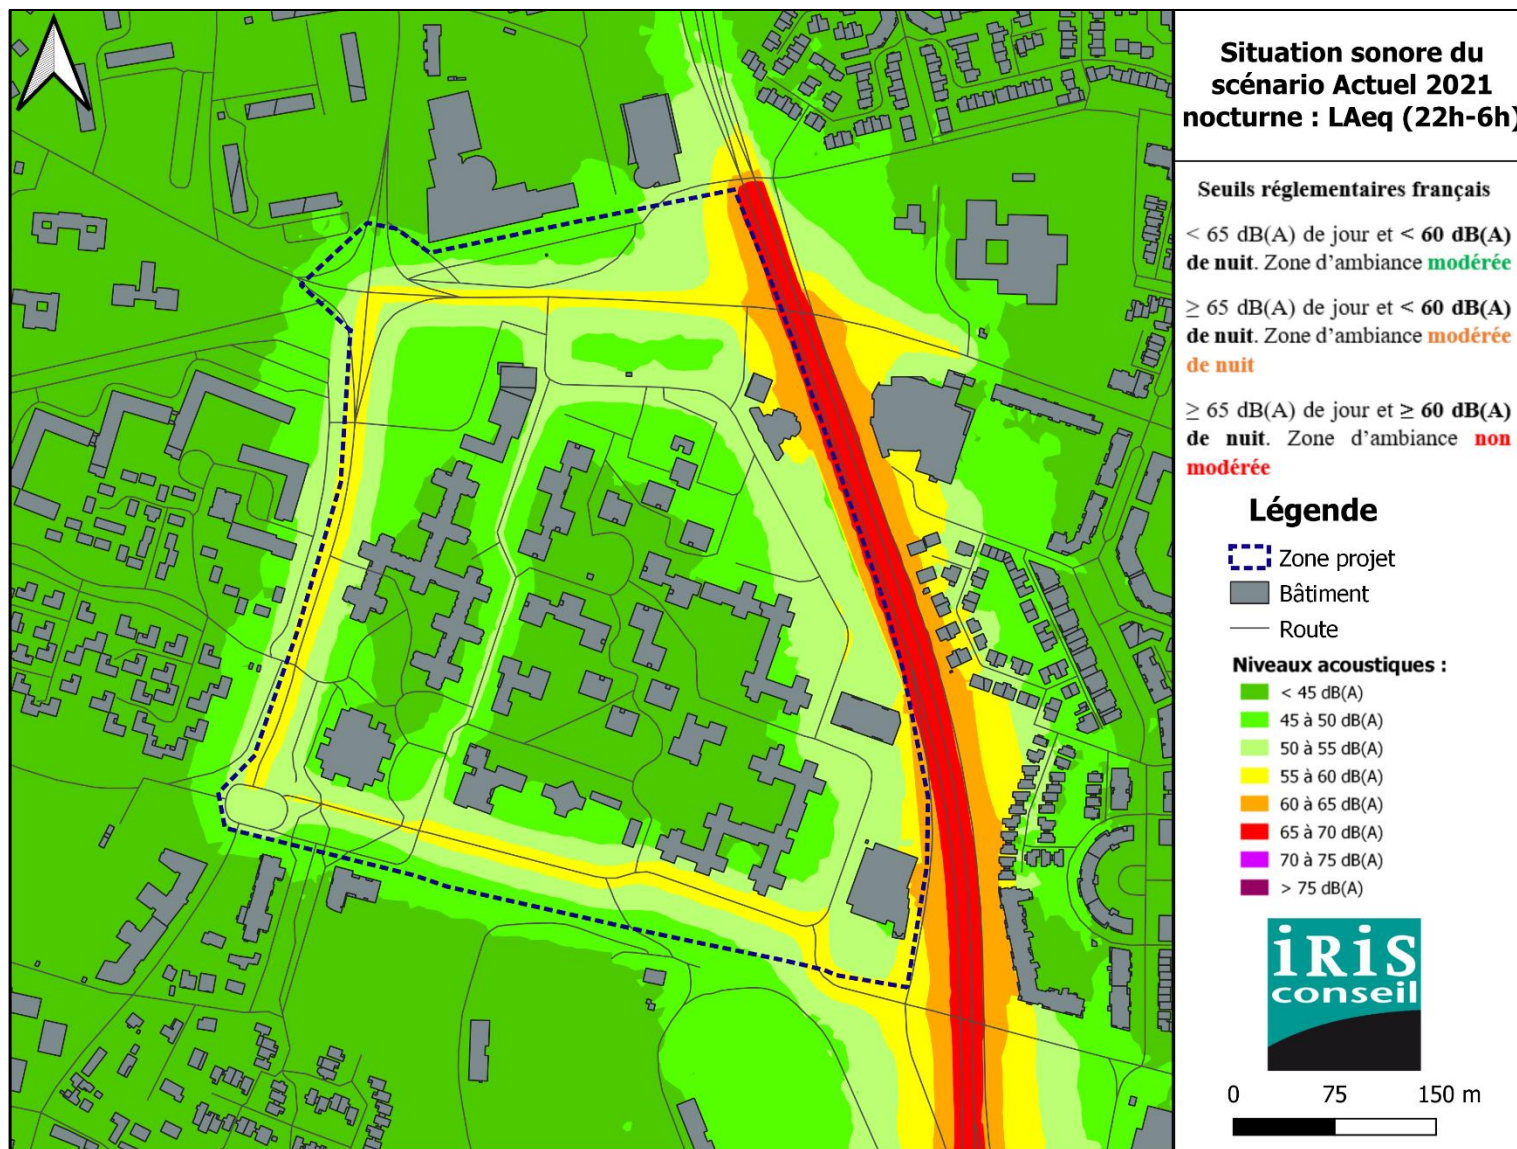 Situation sonore du
scénario Actuel 2021
nocturne : LAeq (22h-6h)
Seuils réglementaires français
< 65 dB(A) de jour et < 60 dB(A)
de nuit. Zone d’ambiance modérée
≥ 65 dB(A) de jour et < 60 dB(A)
de nuit. Zone d’ambiance modérée
de nuit
≥ 65 dB(A) de jour et ≥ 60 dB(A)
de nuit. Zone d’ambiance non
modérée
Légende
Zone projet
Bâtiment
Route
Niveaux acoustiques :
< 45 dB(A)
45 à 50 dB(A)
50 à 55 dB(A)
55 à 60 dB(A)
60 à 65 dB(A)
65 à 70 dB(A)
70 à 75 dB(A)
> 75 dB(A)
iRiS
conseil
0 75 150 m